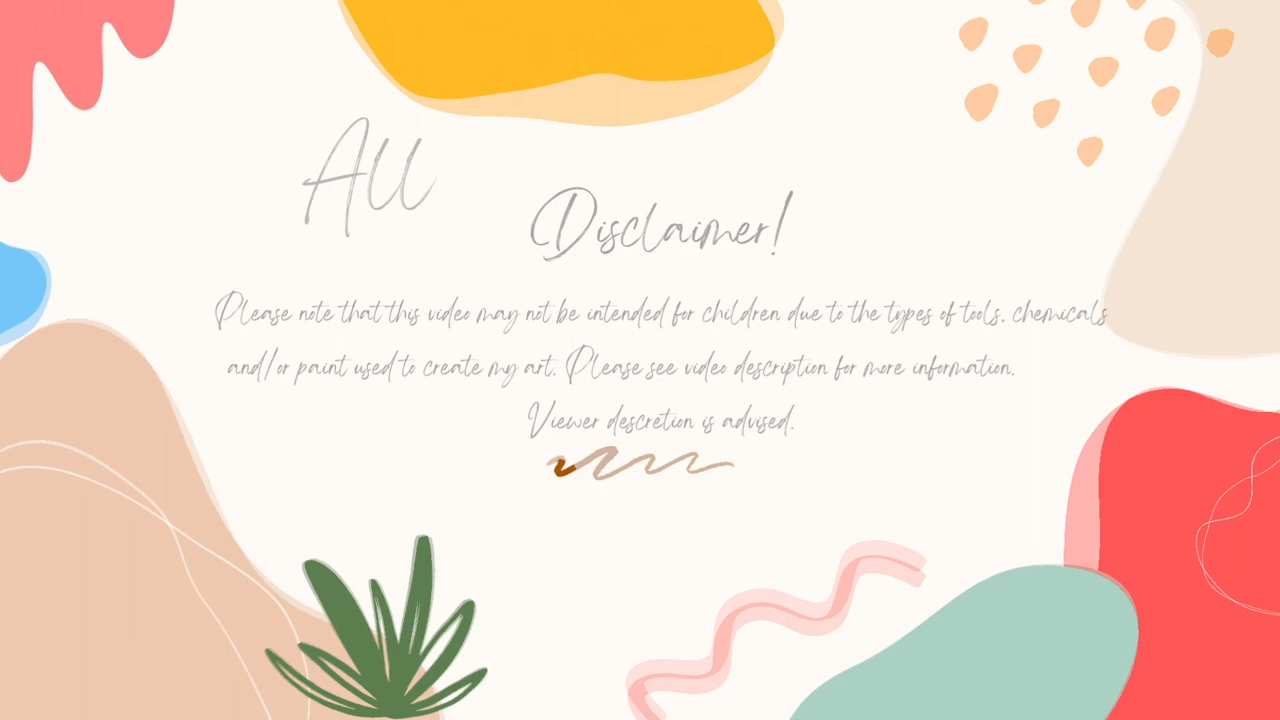 All
Disclaimer!
Please note that this video may not be intended for children due to the types of tools, chemicals
and/or paint used to create my art. Please see video description for more information.
Viewer descretion is advised.